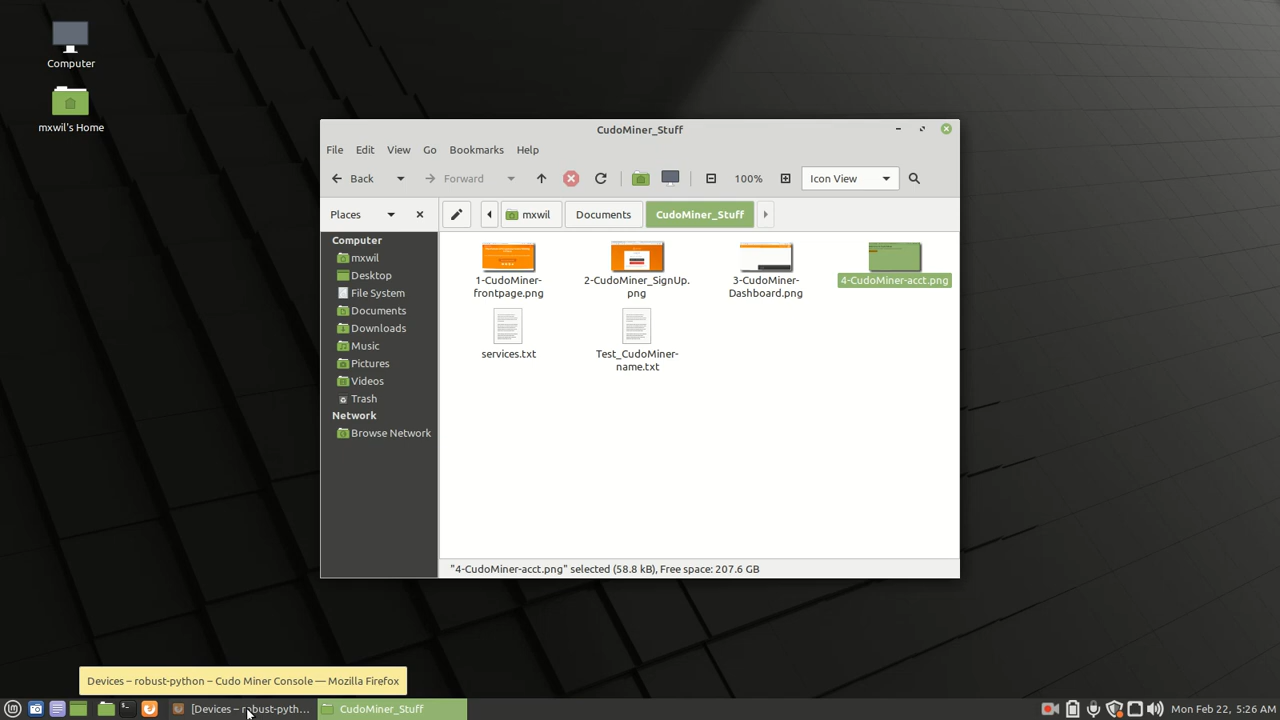 Computer
mxwil's Home
CudoMiner_Stuff
File Edit View Go Bookmarks Help
Back Forward 100% Icon View
Places mxwil Documents CudoMiner_Stuff
Computer
mxwil
Desktop
File System
Documents
Downloads
Music
Pictures
Videos
Trash
Network
Browse Network
1-CudoMiner-
frontpage.png
2-CudoMiner_SignUp.
png
3-CudoMiner-
Dashboard.png
4-CudoMiner-acct.png
services.txt
Test_CudoMiner-
name.txt
"4-CudoMiner-acct.png" selected (58.8 kB), Free space: 207.6 GB
Devices – robust-python – Cudo Miner Console — Mozilla Firefox
[Devices – robust-pyth... CudoMiner_Stuff Mon Feb 22, 5:26 AM